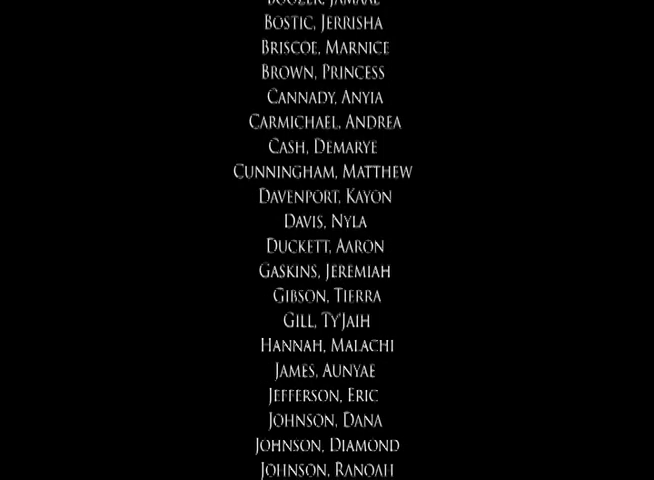 BOOZER, JAMAAL
BOSTIC, JERRISHA
BRISCOE, MARNICE
BROWN, PRINCESS
CANNADY, ANYIA
CARMICHAEL, ANDREA
CASH, DEMARYE
CUNNINGHAM, MATTHEW
DAVENPORT, KAYON
DAVIS, NYLA
DUCKETT, AARON
GASKINS, JEREMIAH
GIBSON, TIERRA
GILL, TY'JAIH
HANNAH, MALACHI
JAMES, AUNYAE
JEFFERSON, ERIC
JOHNSON, DANA
JOHNSON, DIAMOND
JOHNSON, RANOAH